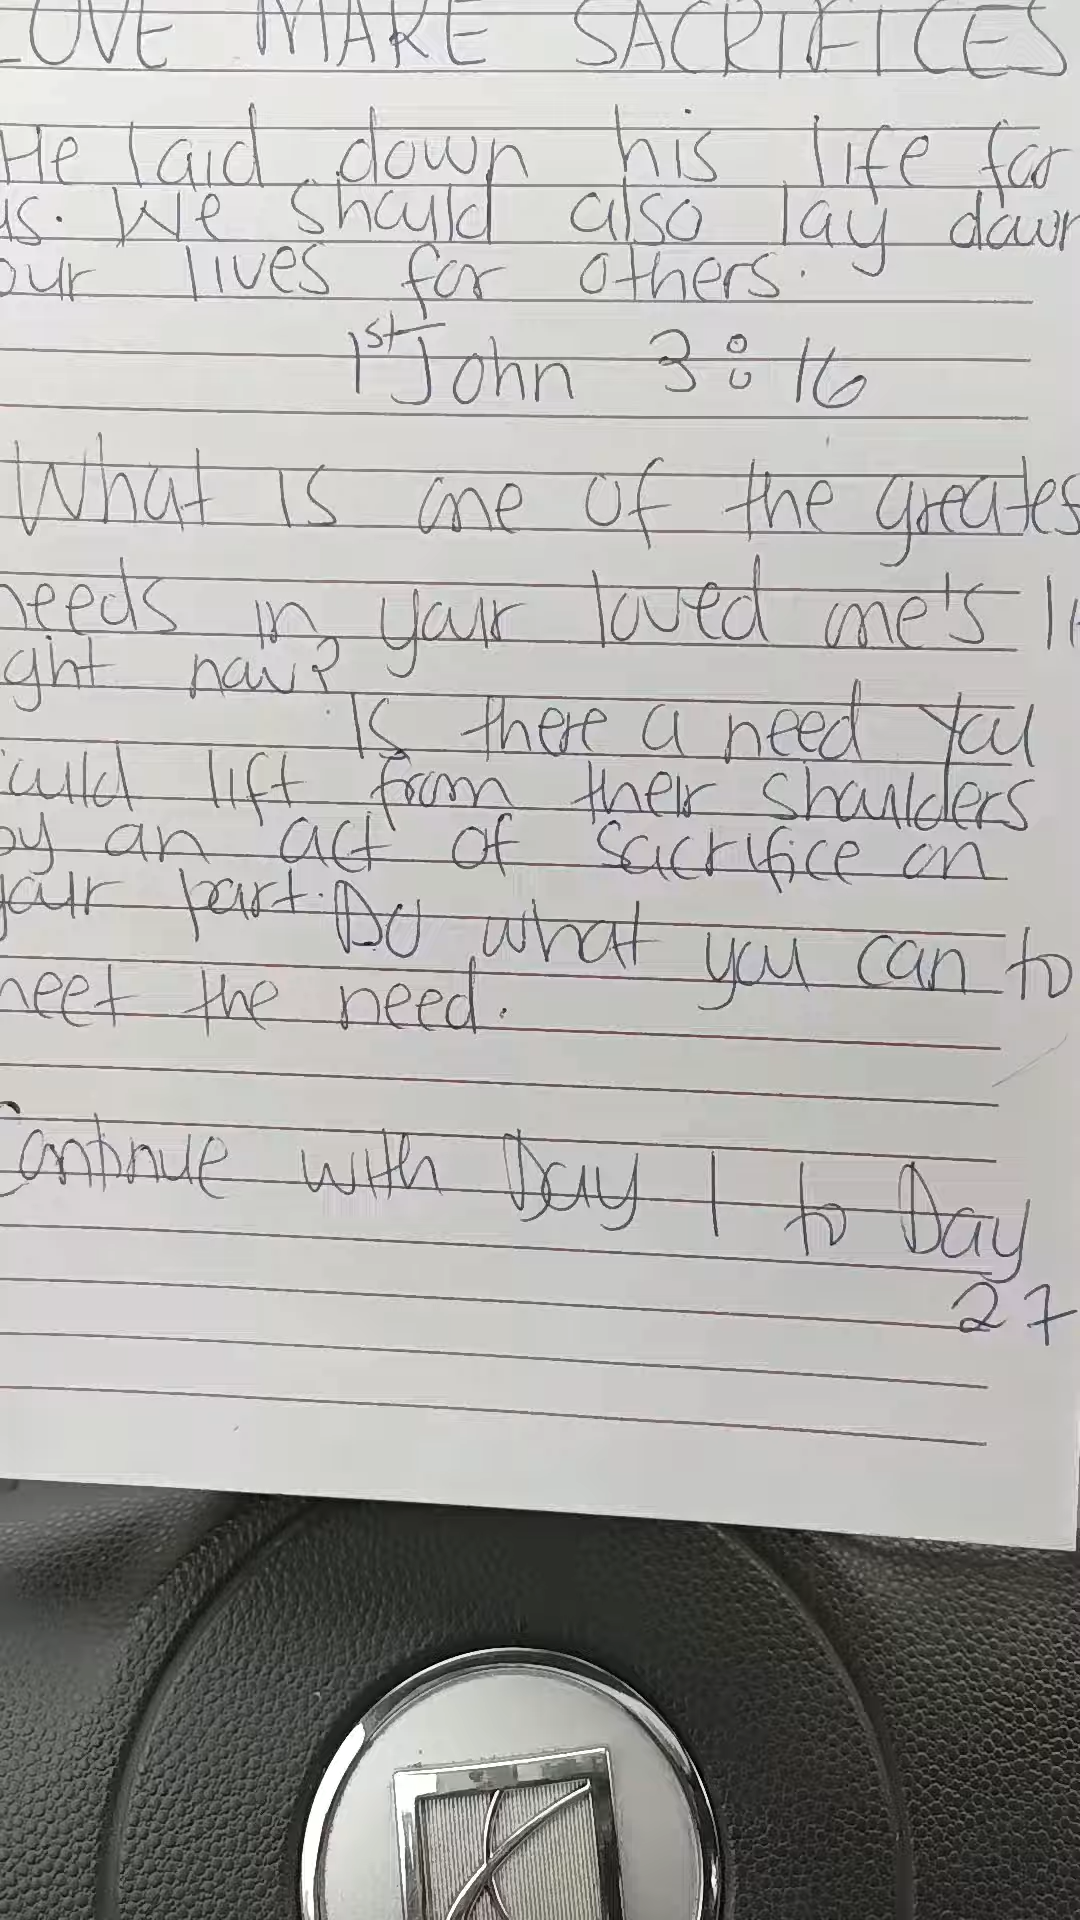 LOVE MAKE SACRIFICES
He laid down his life for
us. We should also lay down
our lives for others.
1st John 3:16
What is one of the greates
needs in your loved one's li
ight now?
Is there a need you
could lift from their shoulders
by an act of sacrifice on
your part. Do what you can to
meet the need.
Continue with Day 1 to Day
27